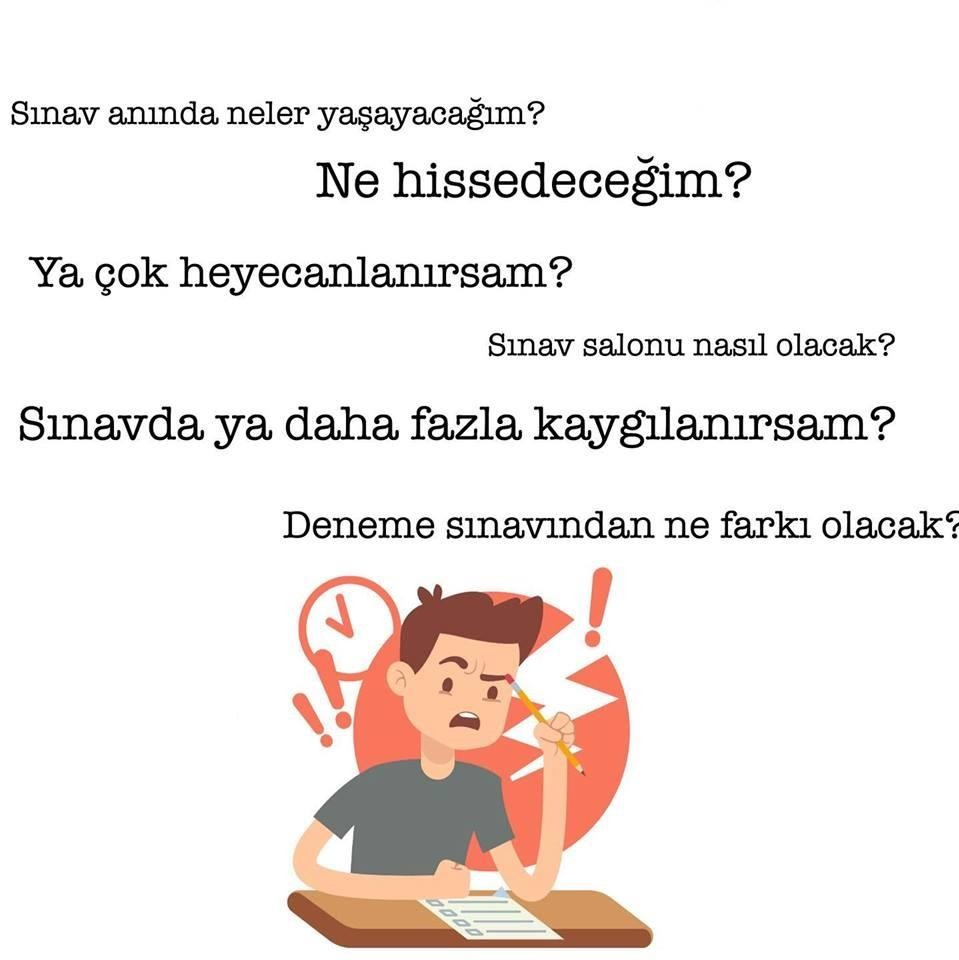 Sınav anında neler yaşayacağım?
Ne hissedeceğim?
Ya çok heyecanlanırsam?
Sınav salonu nasıl olacak?
Sınavda ya daha fazla kaygılanırsam?
Deneme sınavından ne farkı olacak?